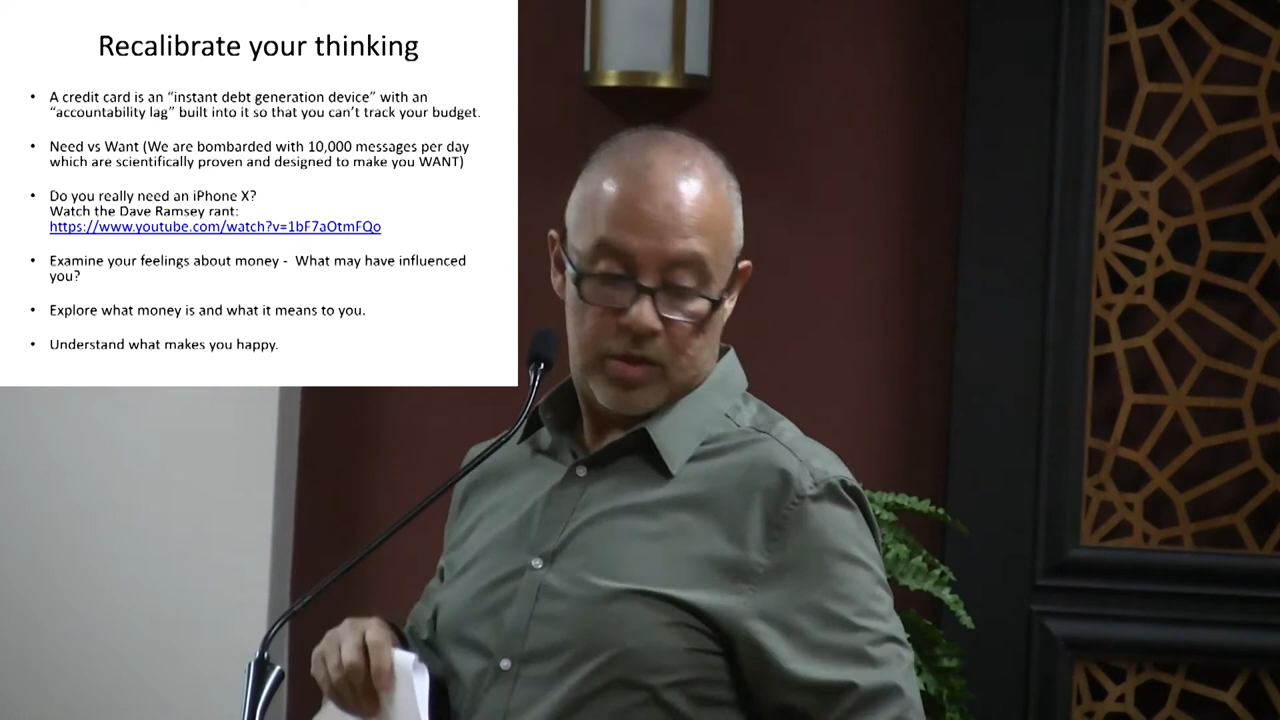 Recalibrate your thinking
• A credit card is an “instant debt generation device” with an
“accountability lag” built into it so that you can’t track your budget.
• Need vs Want (We are bombarded with 10,000 messages per day
which are scientifically proven and designed to make you WANT)
• Do you really need an iPhone X?
Watch the Dave Ramsey rant:
https://www.youtube.com/watch?v=1bF7aOtmFQo
• Examine your feelings about money - What may have influenced
you?
• Explore what money is and what it means to you.
• Understand what makes you happy.